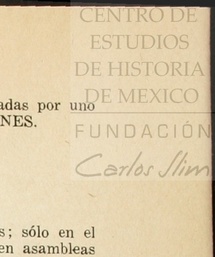 CENTRO DE
ESTUDIOS
DE HISTORIA
DE MEXICO
FUNDACIÓN
Carlos Slim
adas por uno
NES.
s; sólo en el
en asambleas